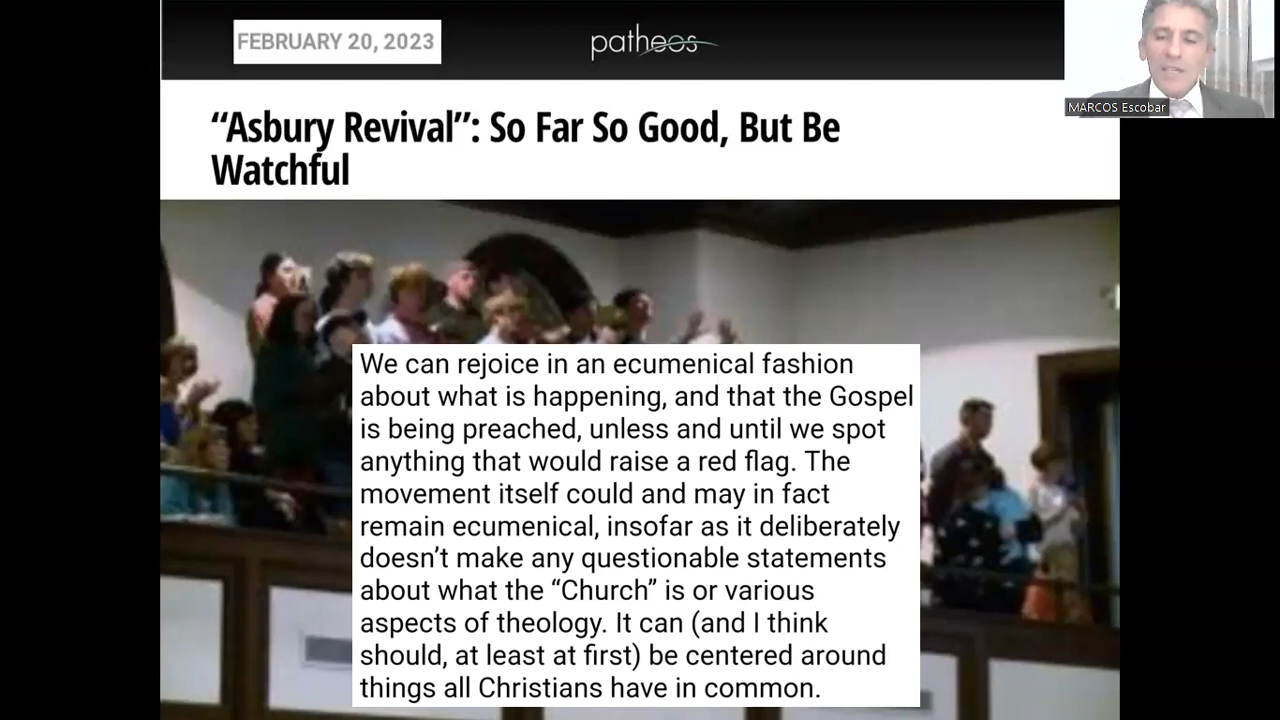 FEBRUARY 20, 2023
patheos
MARCOS Escobar
“Asbury Revival”: So Far So Good, But Be
Watchful
We can rejoice in an ecumenical fashion
about what is happening, and that the Gospel
is being preached, unless and until we spot
anything that would raise a red flag. The
movement itself could and may in fact
remain ecumenical, insofar as it deliberately
doesn’t make any questionable statements
about what the “Church” is or various
aspects of theology. It can (and I think
should, at least at first) be centered around
things all Christians have in common.